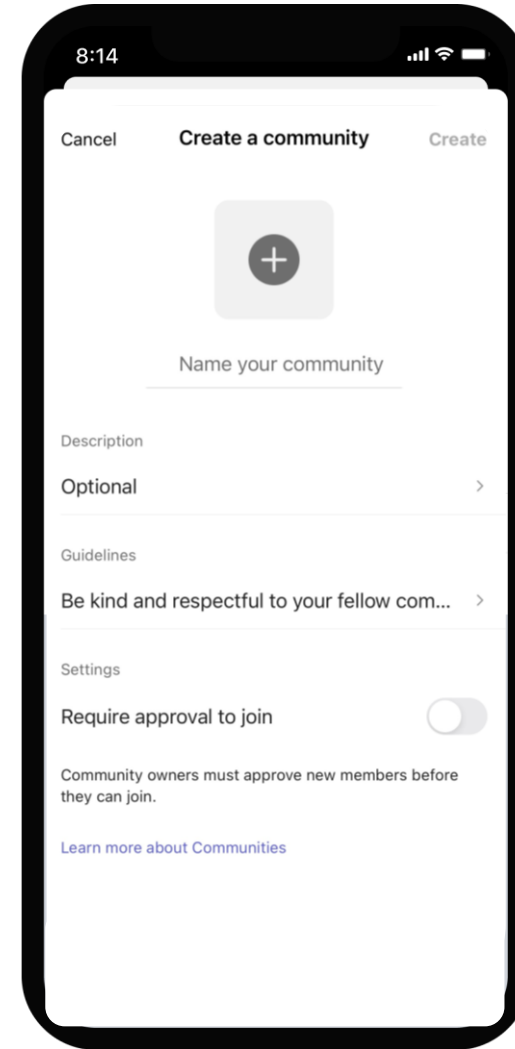 8:14
Cancel Create a community Create
Name your community
Description
Optional
Guidelines
Be kind and respectful to your fellow com...
Settings
Require approval to join
Community owners must approve new members before
they can join.
Learn more about Communities